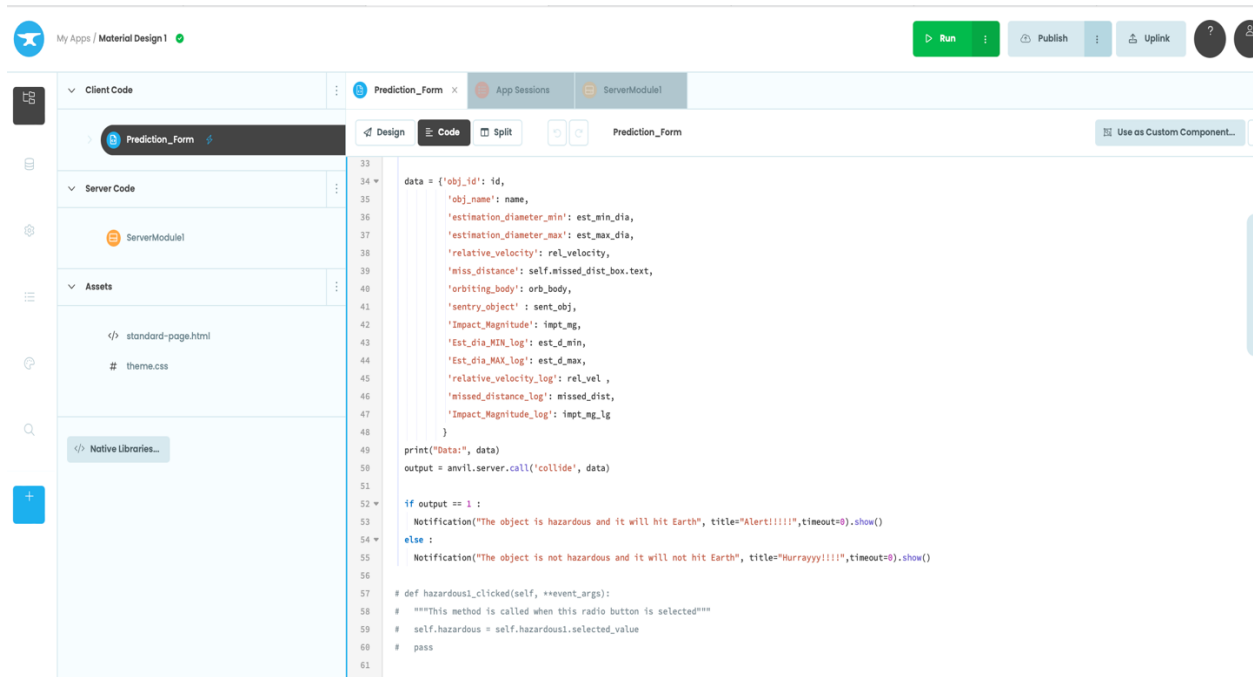 My Apps / Material Design 1
Run
Publish
Uplink
?
Client Code
Prediction_Form
Server Code
ServerModule1
Assets
</> standard-page.html
# theme.css
</> Native Libraries...
+
Prediction_Form ×
App Sessions
ServerModule1
Design
Code
Split
Prediction_Form
Use as Custom Component...
33
34 data = {'obj_id': id,
35 'obj_name': name,
36 'estimation_diameter_min': est_min_dia,
37 'estimation_diameter_max': est_max_dia,
38 'relative_velocity': rel_velocity,
39 'miss_distance': self.missed_dist_box.text,
40 'orbiting_body': orb_body,
41 'sentry_object' : sent_obj,
42 'Impact_Magnitude': impt_mg,
43 'Est_dia_MIN_log': est_d_min,
44 'Est_dia_MAX_log': est_d_max,
45 'relative_velocity_log': rel_vel ,
46 'missed_distance_log': missed_dist,
47 'Impact_Magnitude_log': impt_mg_lg
48 }
49 print("Data:", data)
50 output = anvil.server.call('collide', data)
51
52 if output == 1 :
53 Notification("The object is hazardous and it will hit Earth", title="Alert!!!!!",timeout=0).show()
54 else :
55 Notification("The object is not hazardous and it will not hit Earth", title="Hurrayyy!!!!",timeout=0).show()
56
57 # def hazardous1_clicked(self, **event_args):
58 # """This method is called when this radio button is selected"""
59 # self.hazardous = self.hazardous1.selected_value
60 # pass
61